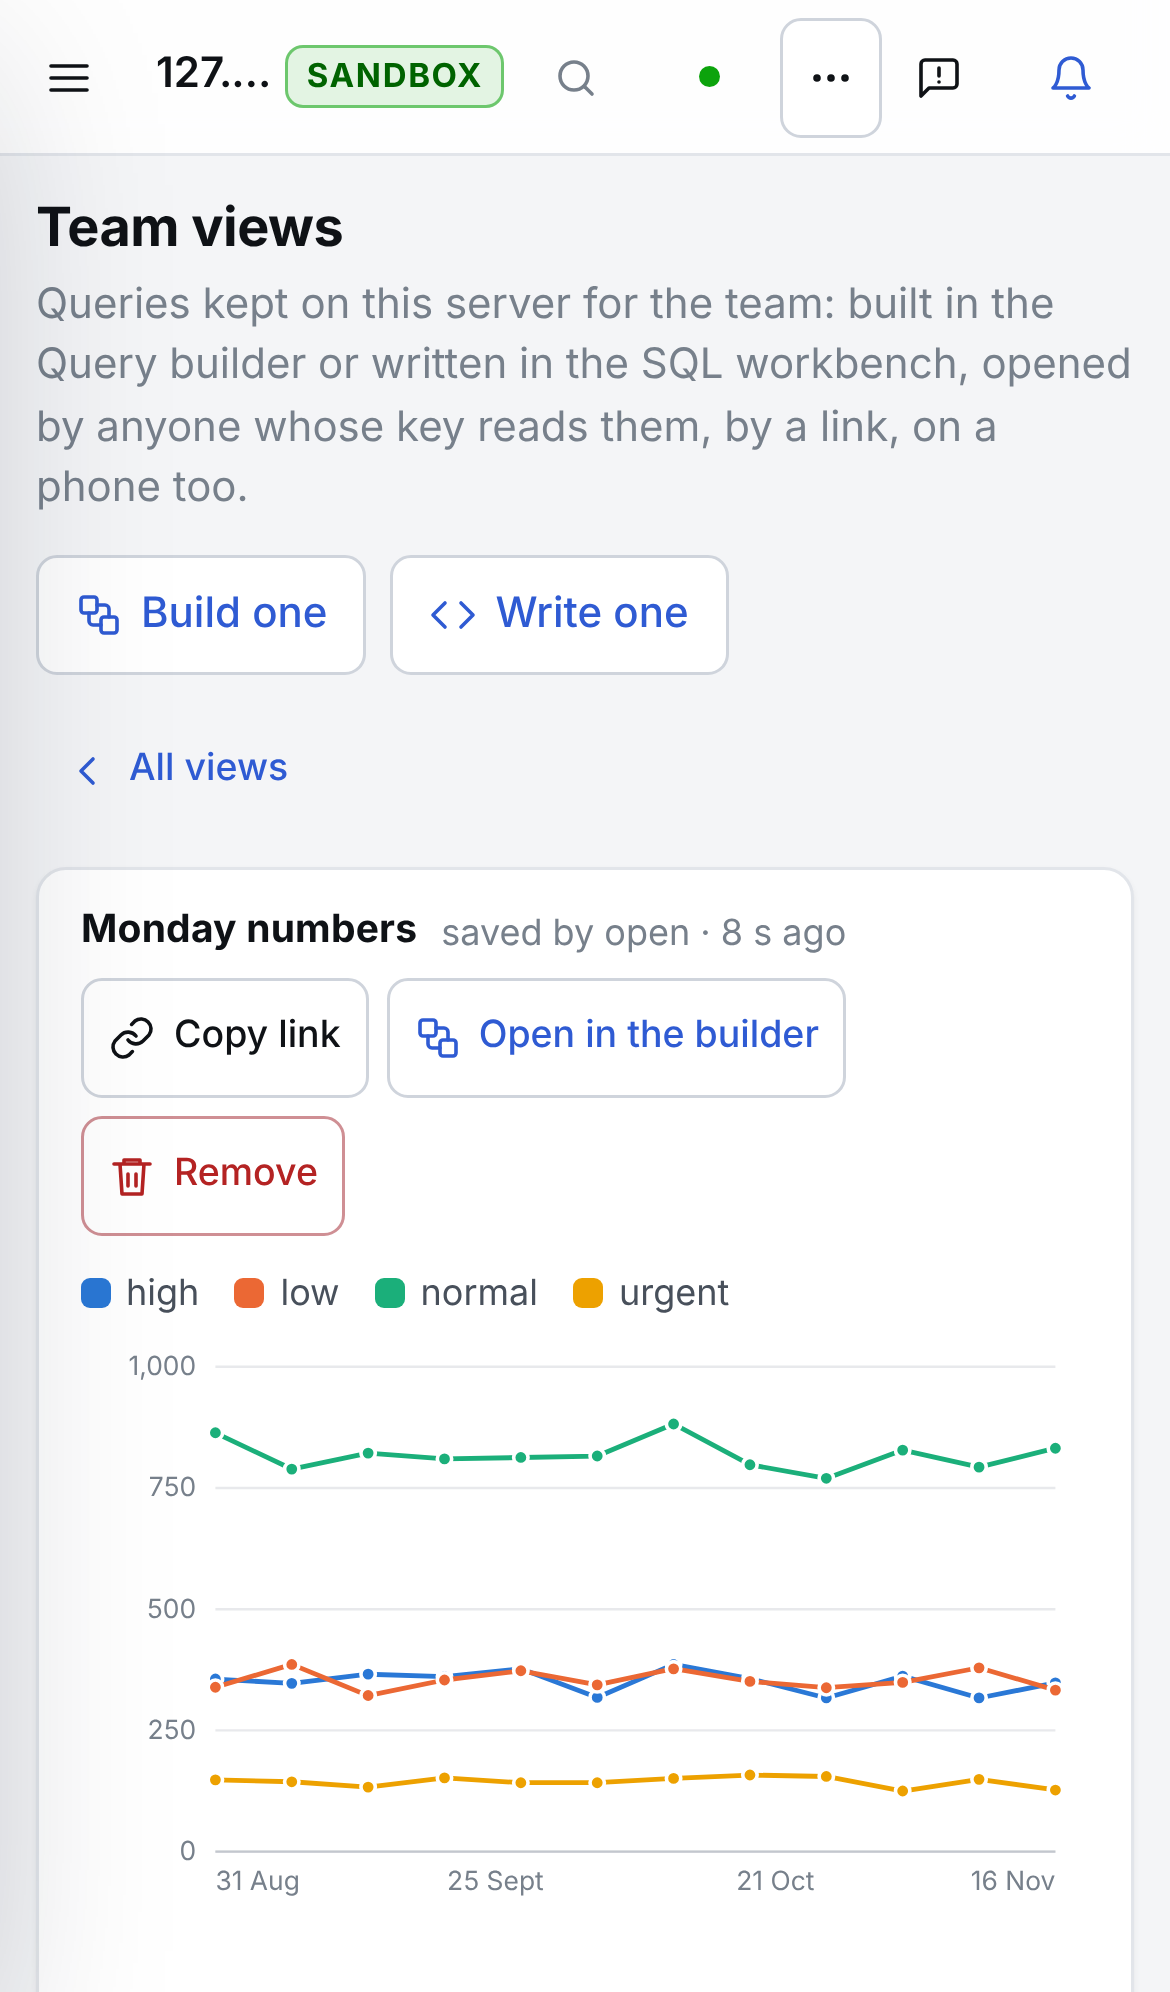 127.... SANDBOX
Team views
Queries kept on this server for the team: built in the
Query builder or written in the SQL workbench, opened
by anyone whose key reads them, by a link, on a
phone too.
Build one Write one
All views
Monday numbers saved by open · 8 s ago
Copy link Open in the builder
Remove
high low normal urgent
1,000
750
500
250
0
31 Aug 25 Sept 21 Oct 16 Nov